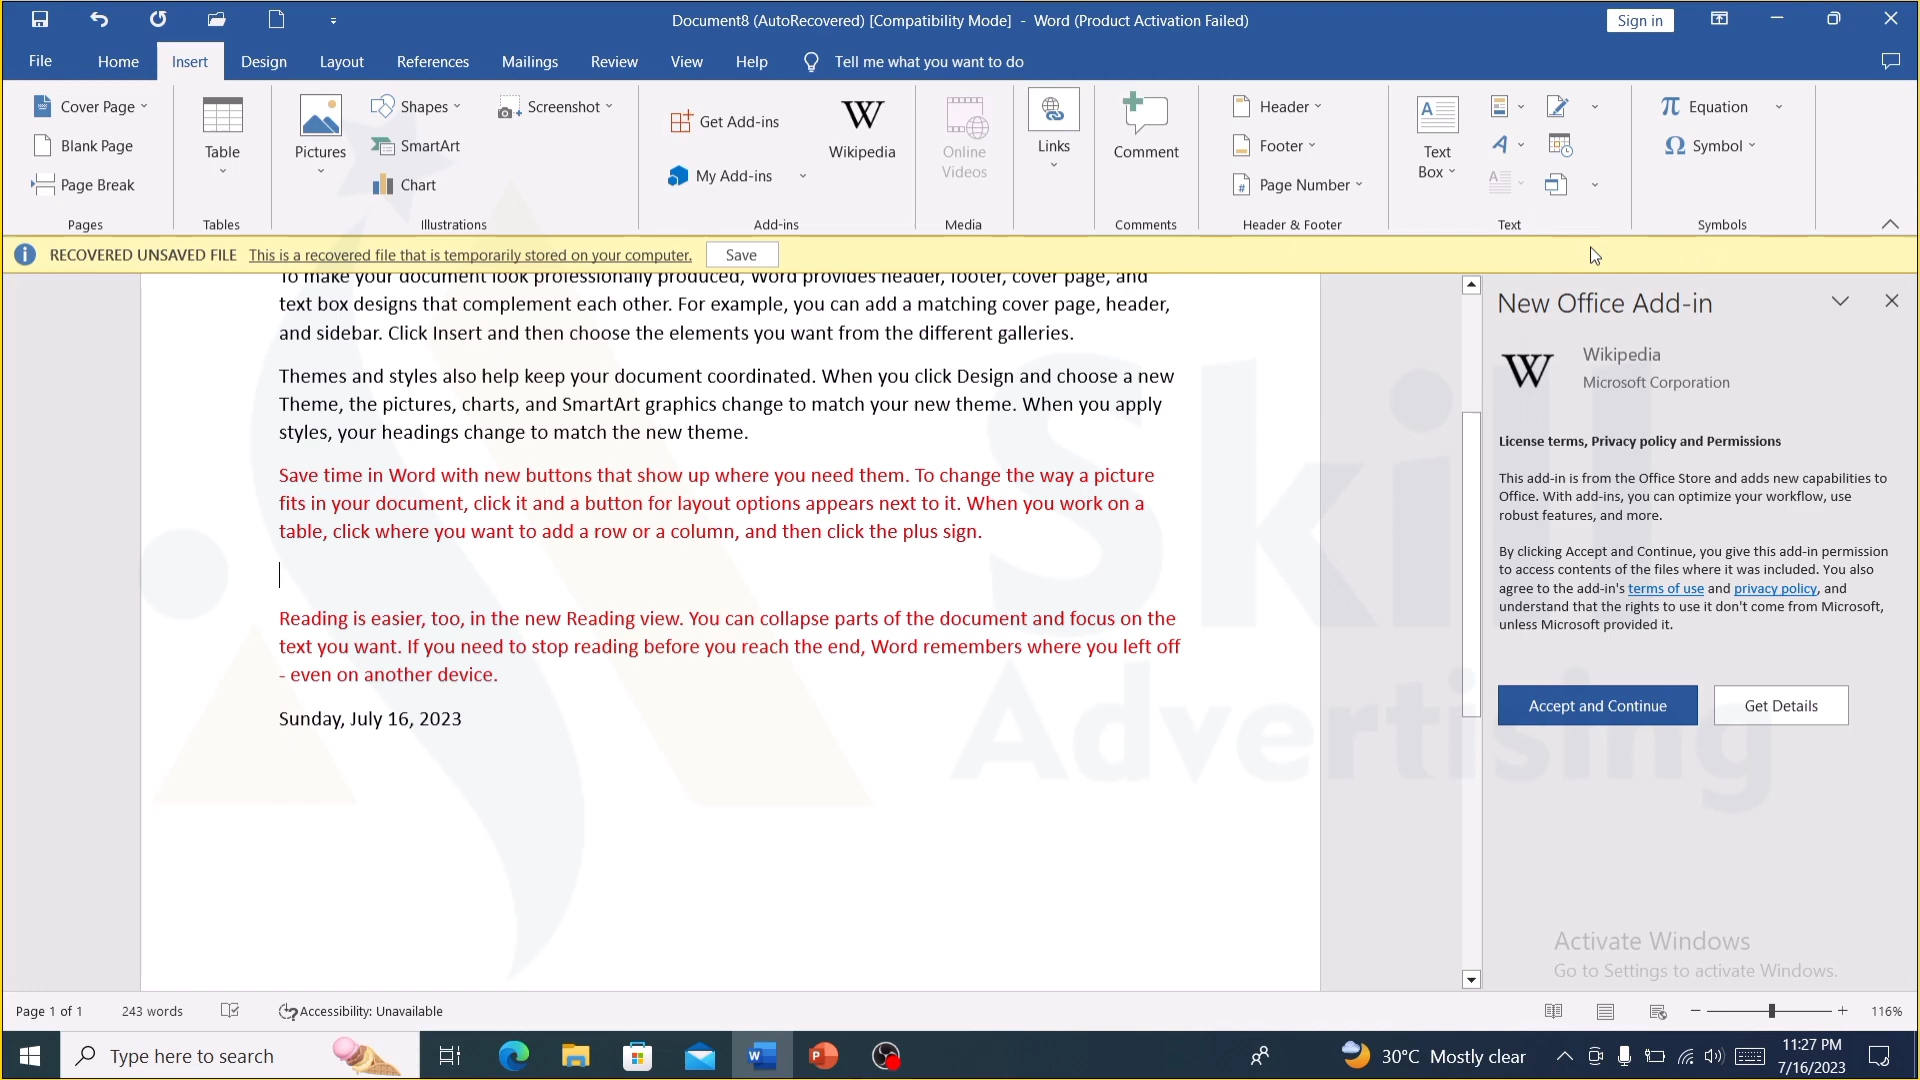 Document8 (AutoRecovered) [Compatibility Mode] - Word (Product Activation Failed)
Sign in
File Home Insert Design Layout References Mailings Review View Help Tell me what you want to do
Cover Page
Blank Page
Page Break
Pages
Table
Tables
Pictures
Shapes
SmartArt
Chart
Screenshot
Illustrations
Get Add-ins
My Add-ins
W
Wikipedia
Add-ins
Online
Videos
Media
Links
Comment
Comments
Header
Footer
Page Number
Header & Footer
Text
Box
Text
Equation
Symbol
Symbols
RECOVERED UNSAVED FILE This is a recovered file that is temporarily stored on your computer. Save
To make your document look professionally produced, Word provides header, footer, cover page, and
text box designs that complement each other. For example, you can add a matching cover page, header,
and sidebar. Click Insert and then choose the elements you want from the different galleries.
Themes and styles also help keep your document coordinated. When you click Design and choose a new
Theme, the pictures, charts, and SmartArt graphics change to match your new theme. When you apply
styles, your headings change to match the new theme.
Save time in Word with new buttons that show up where you need them. To change the way a picture
fits in your document, click it and a button for layout options appears next to it. When you work on a
table, click where you want to add a row or a column, and then click the plus sign.
Reading is easier, too, in the new Reading view. You can collapse parts of the document and focus on the
text you want. If you need to stop reading before you reach the end, Word remembers where you left off
- even on another device.
Sunday, July 16, 2023
Skill
Advertising
New Office Add-in
W
Wikipedia
Microsoft Corporation
License terms, Privacy policy and Permissions
This add-in is from the Office Store and adds new capabilities to
Office. With add-ins, you can optimize your workflow, use
robust features, and more.
By clicking Accept and Continue, you give this add-in permission
to access contents of the files where it was included. You also
agree to the add-in's terms of use and privacy policy, and
understand that the rights to use it don't come from Microsoft,
unless Microsoft provided it.
Accept and Continue
Get Details
Activate Windows
Go to Settings to activate Windows.
Page 1 of 1 243 words Accessibility: Unavailable 116%
Type here to search
30°C Mostly clear
11:27 PM
7/16/2023